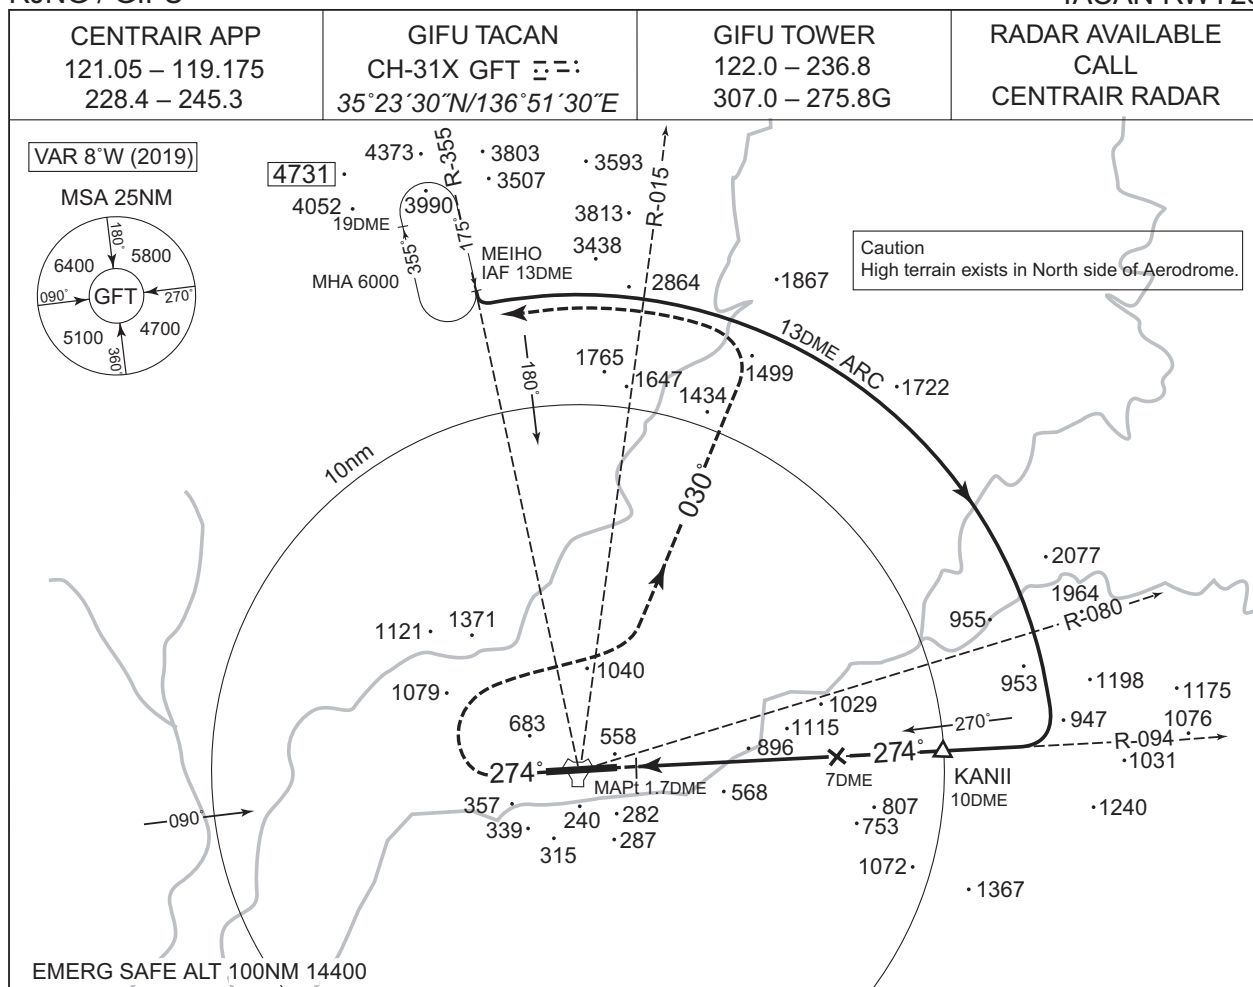 CENTRAIR APP
121.05 – 119.175
228.4 – 245.3
GIFU TACAN
CH-31X GFT
35°23´30˝N/136°51´30˝E
GIFU TOWER
122.0 – 236.8
307.0 – 275.8G
RADAR AVAILABLE
CALL
CENTRAIR RADAR
VAR 8°W (2019)
MSA 25NM
180°
6400
5800
090°
GFT
270°
5100
4700
360°
4731
4373
3803
3507
3593
4052
3990
3813
3438
19DME
355°
175°
R-355
R-015
MHA 6000
MEIHO
IAF 13DME
2864
1867
Caution
High terrain exists in North side of Aerodrome.
180°
1765
1647
1434
1499
13DME ARC
1722
10nm
030°
2077
1964
955
R-080
1121
1371
1040
1079
953
1198
1175
683
558
1029
1115
896
270°
947
1076
R-094
1031
274°
274°
MAPt 1.7DME
7DME
KANII
10DME
090°
357
339
315
240
282
287
568
807
753
1072
1240
1367
EMERG SAFE ALT 100NM 14400